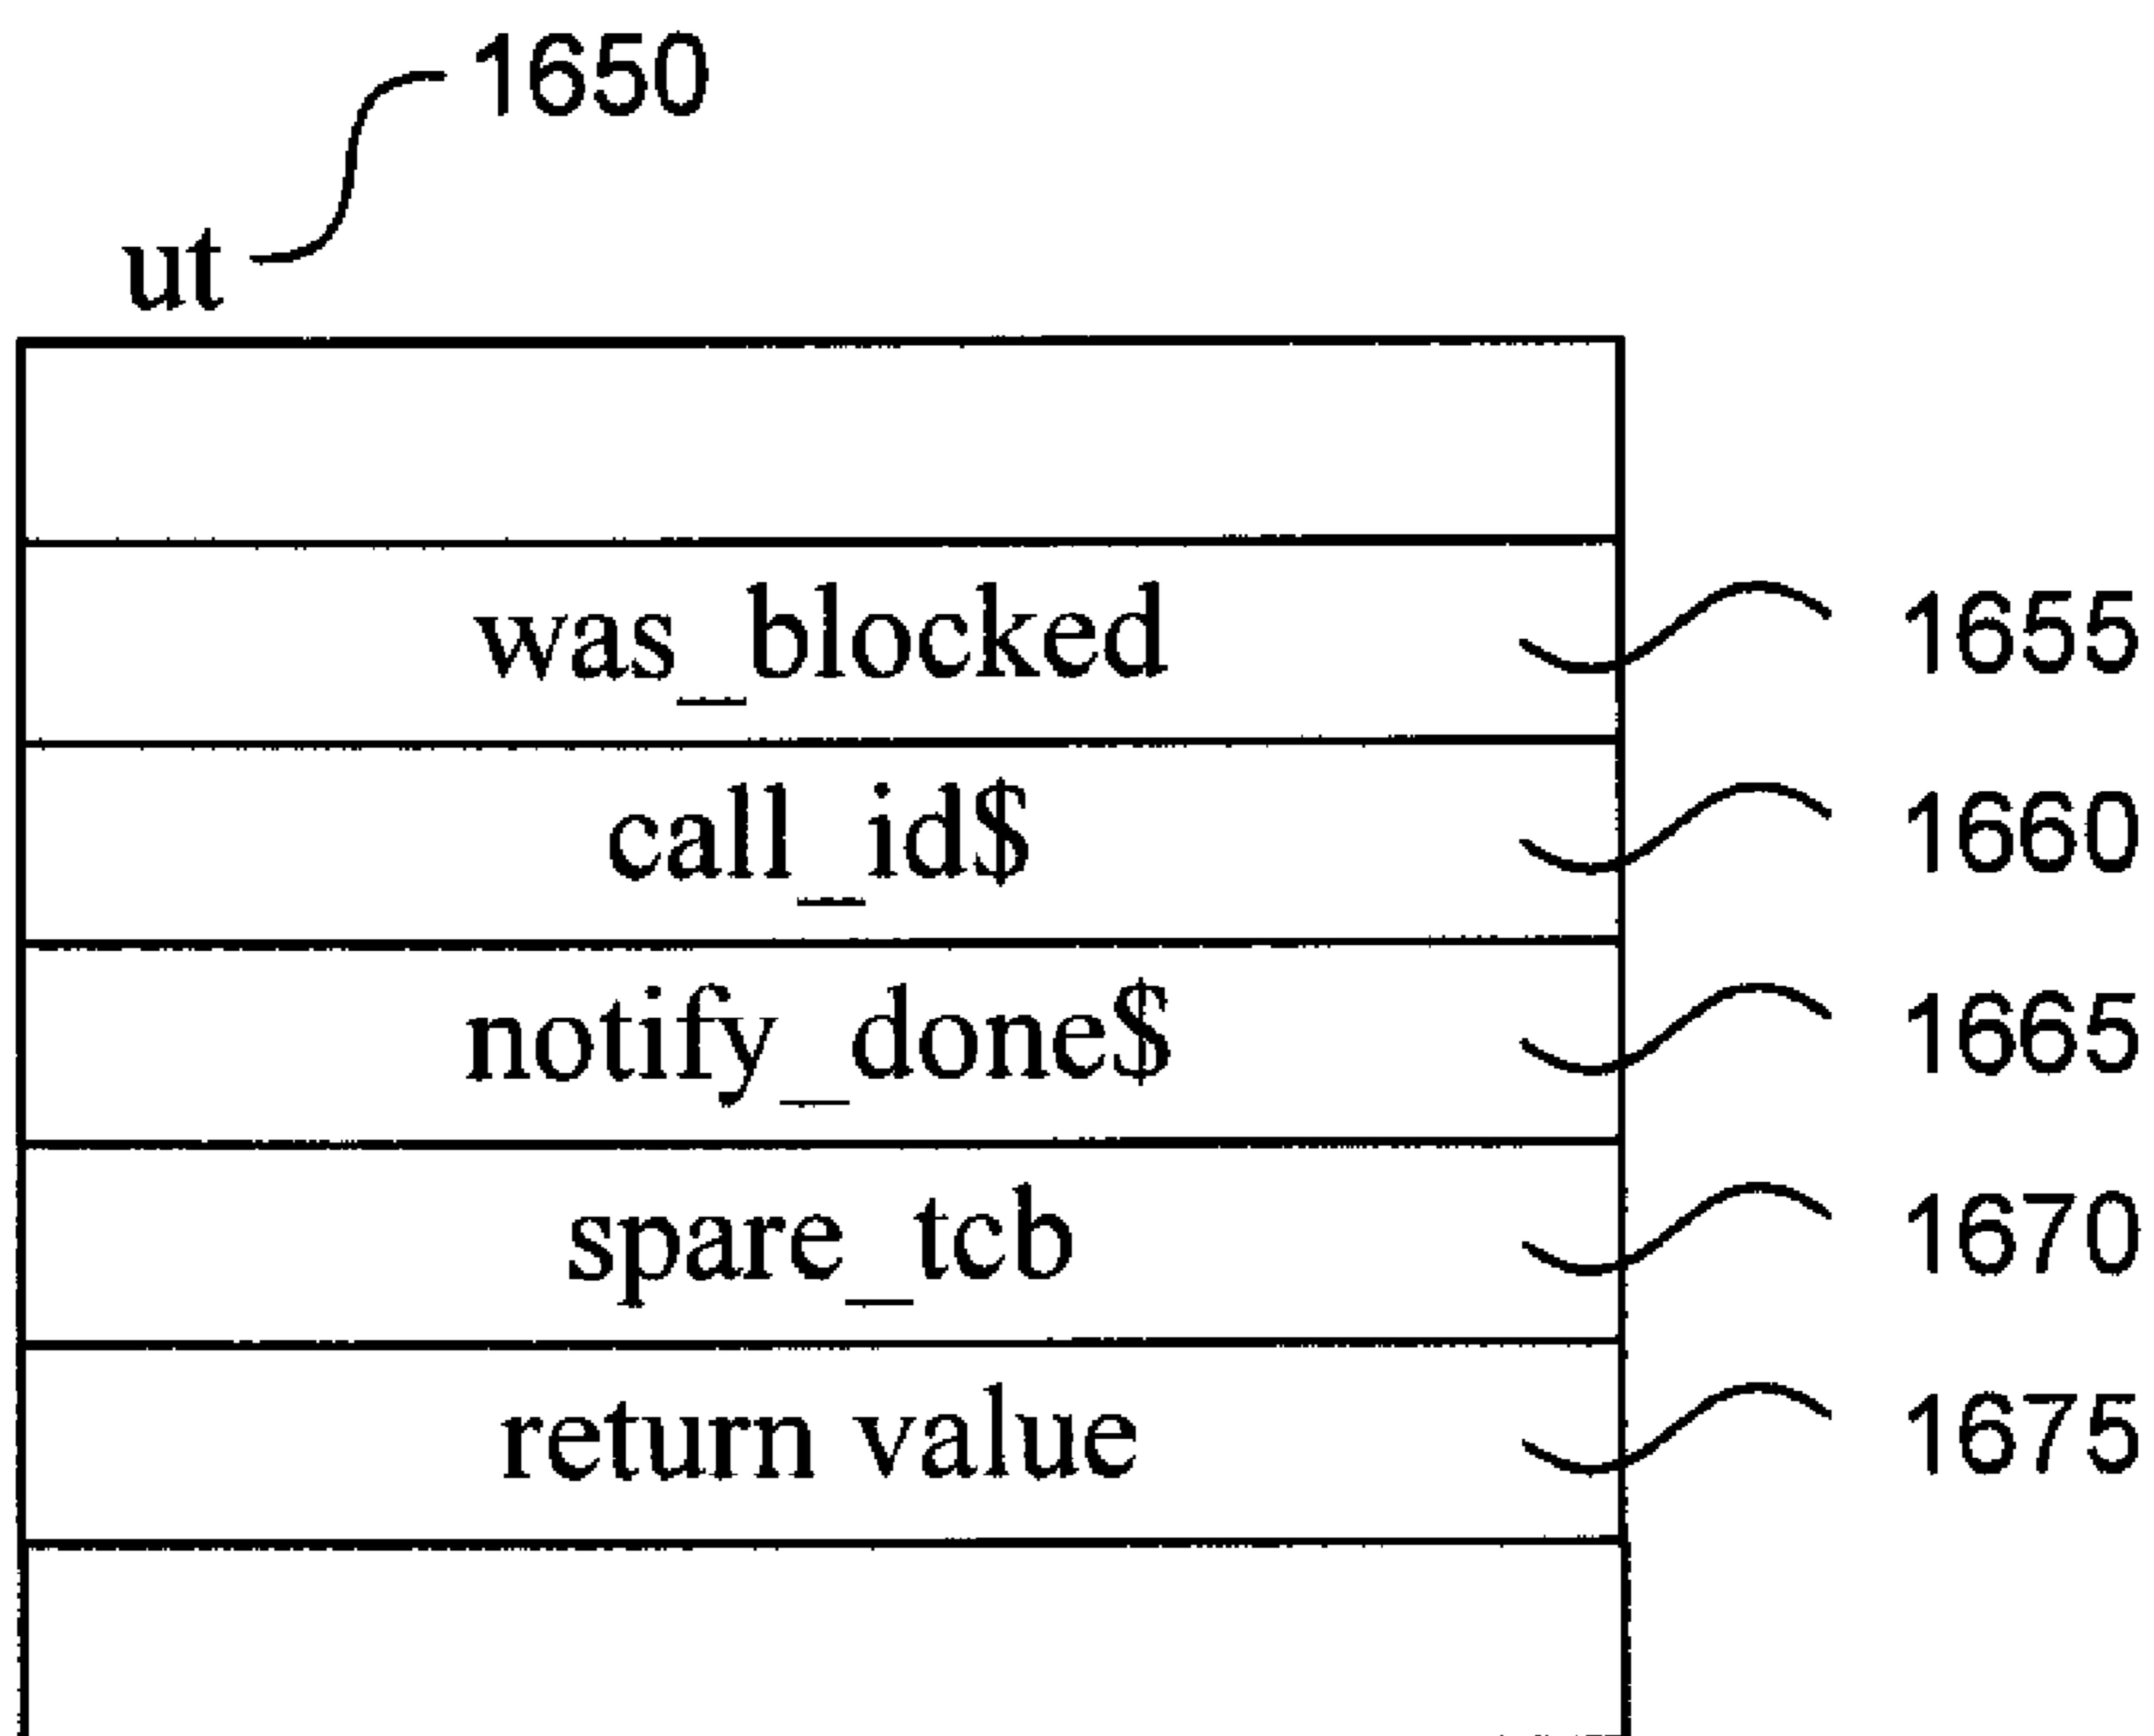 1650
ut
was_blocked 1655
call_id$ 1660
notify_done$ 1665
spare_tcb 1670
return value 1675